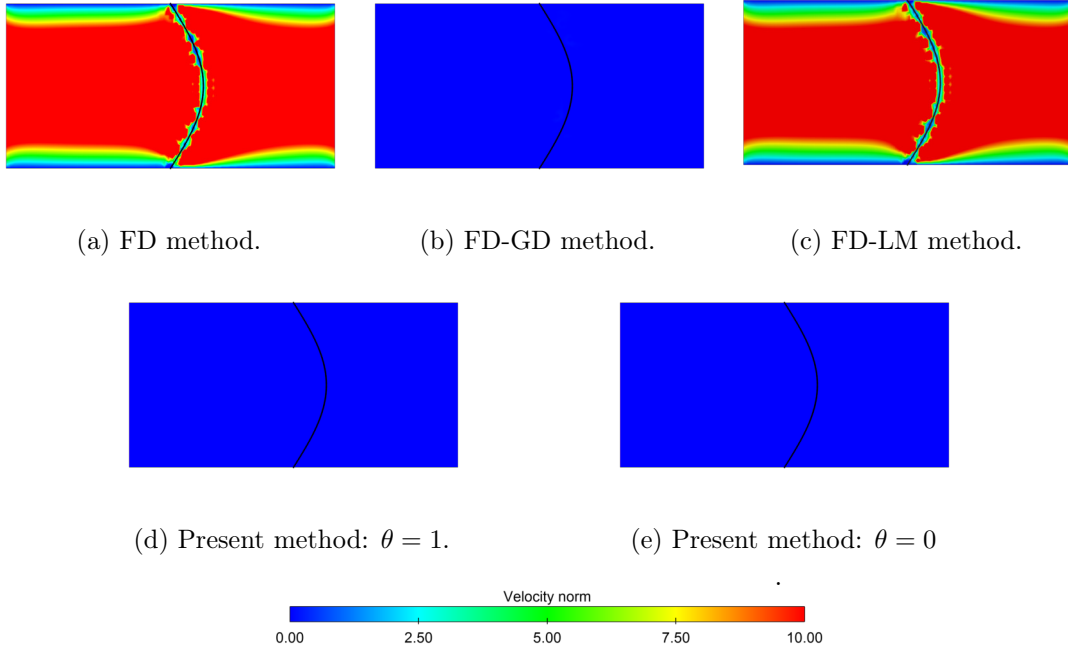 (a) FD method.
(b) FD-GD method.
(c) FD-LM method.
(d) Present method: θ = 1.
(e) Present method: θ = 0
.
Velocity norm
0.00 2.50 5.00 7.50 10.00